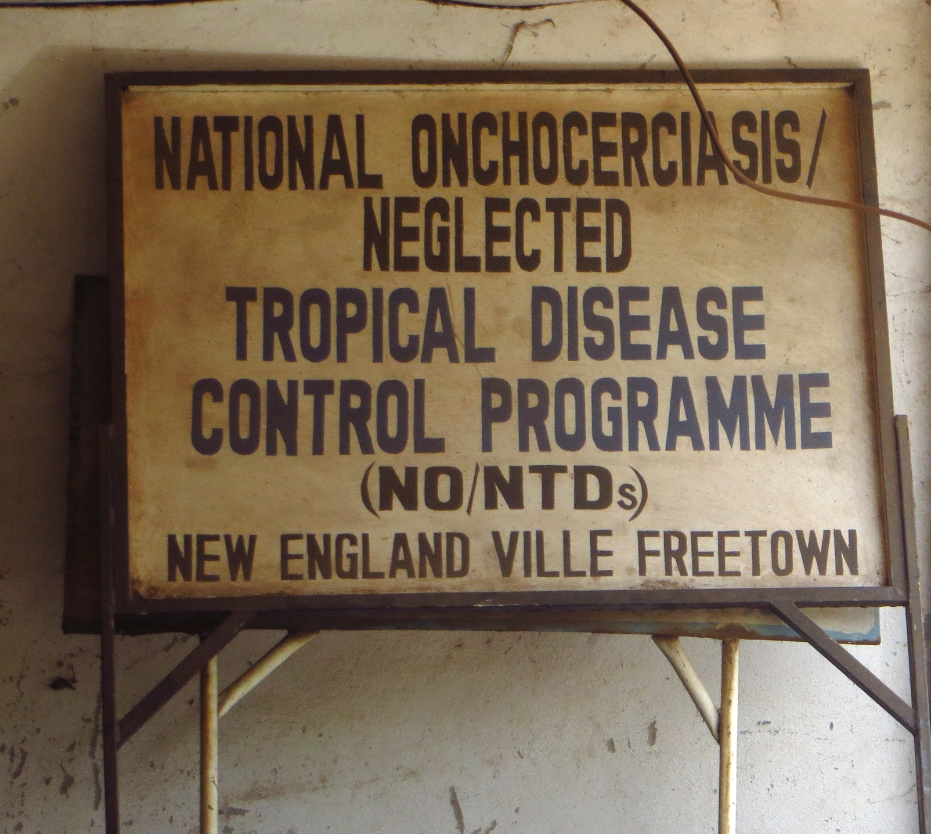 NATIONAL ONCHOCERCIASIS/
NEGLECTED
TROPICAL DISEASE
CONTROL PROGRAMME
(NO/NTDs)
NEW ENGLAND VILLE FREETOWN